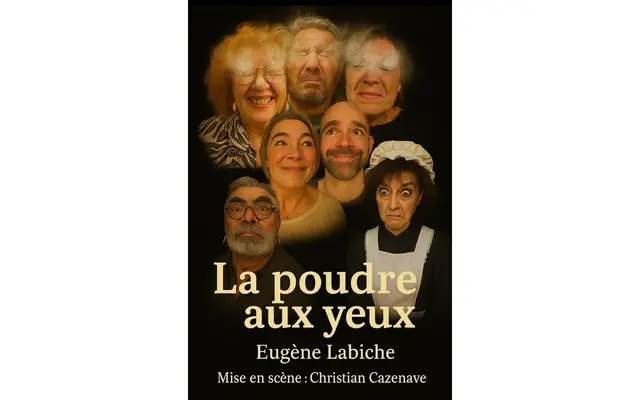 La poudre
aux yeux
Eugène Labiche
Mise en scène : Christian Cazenave